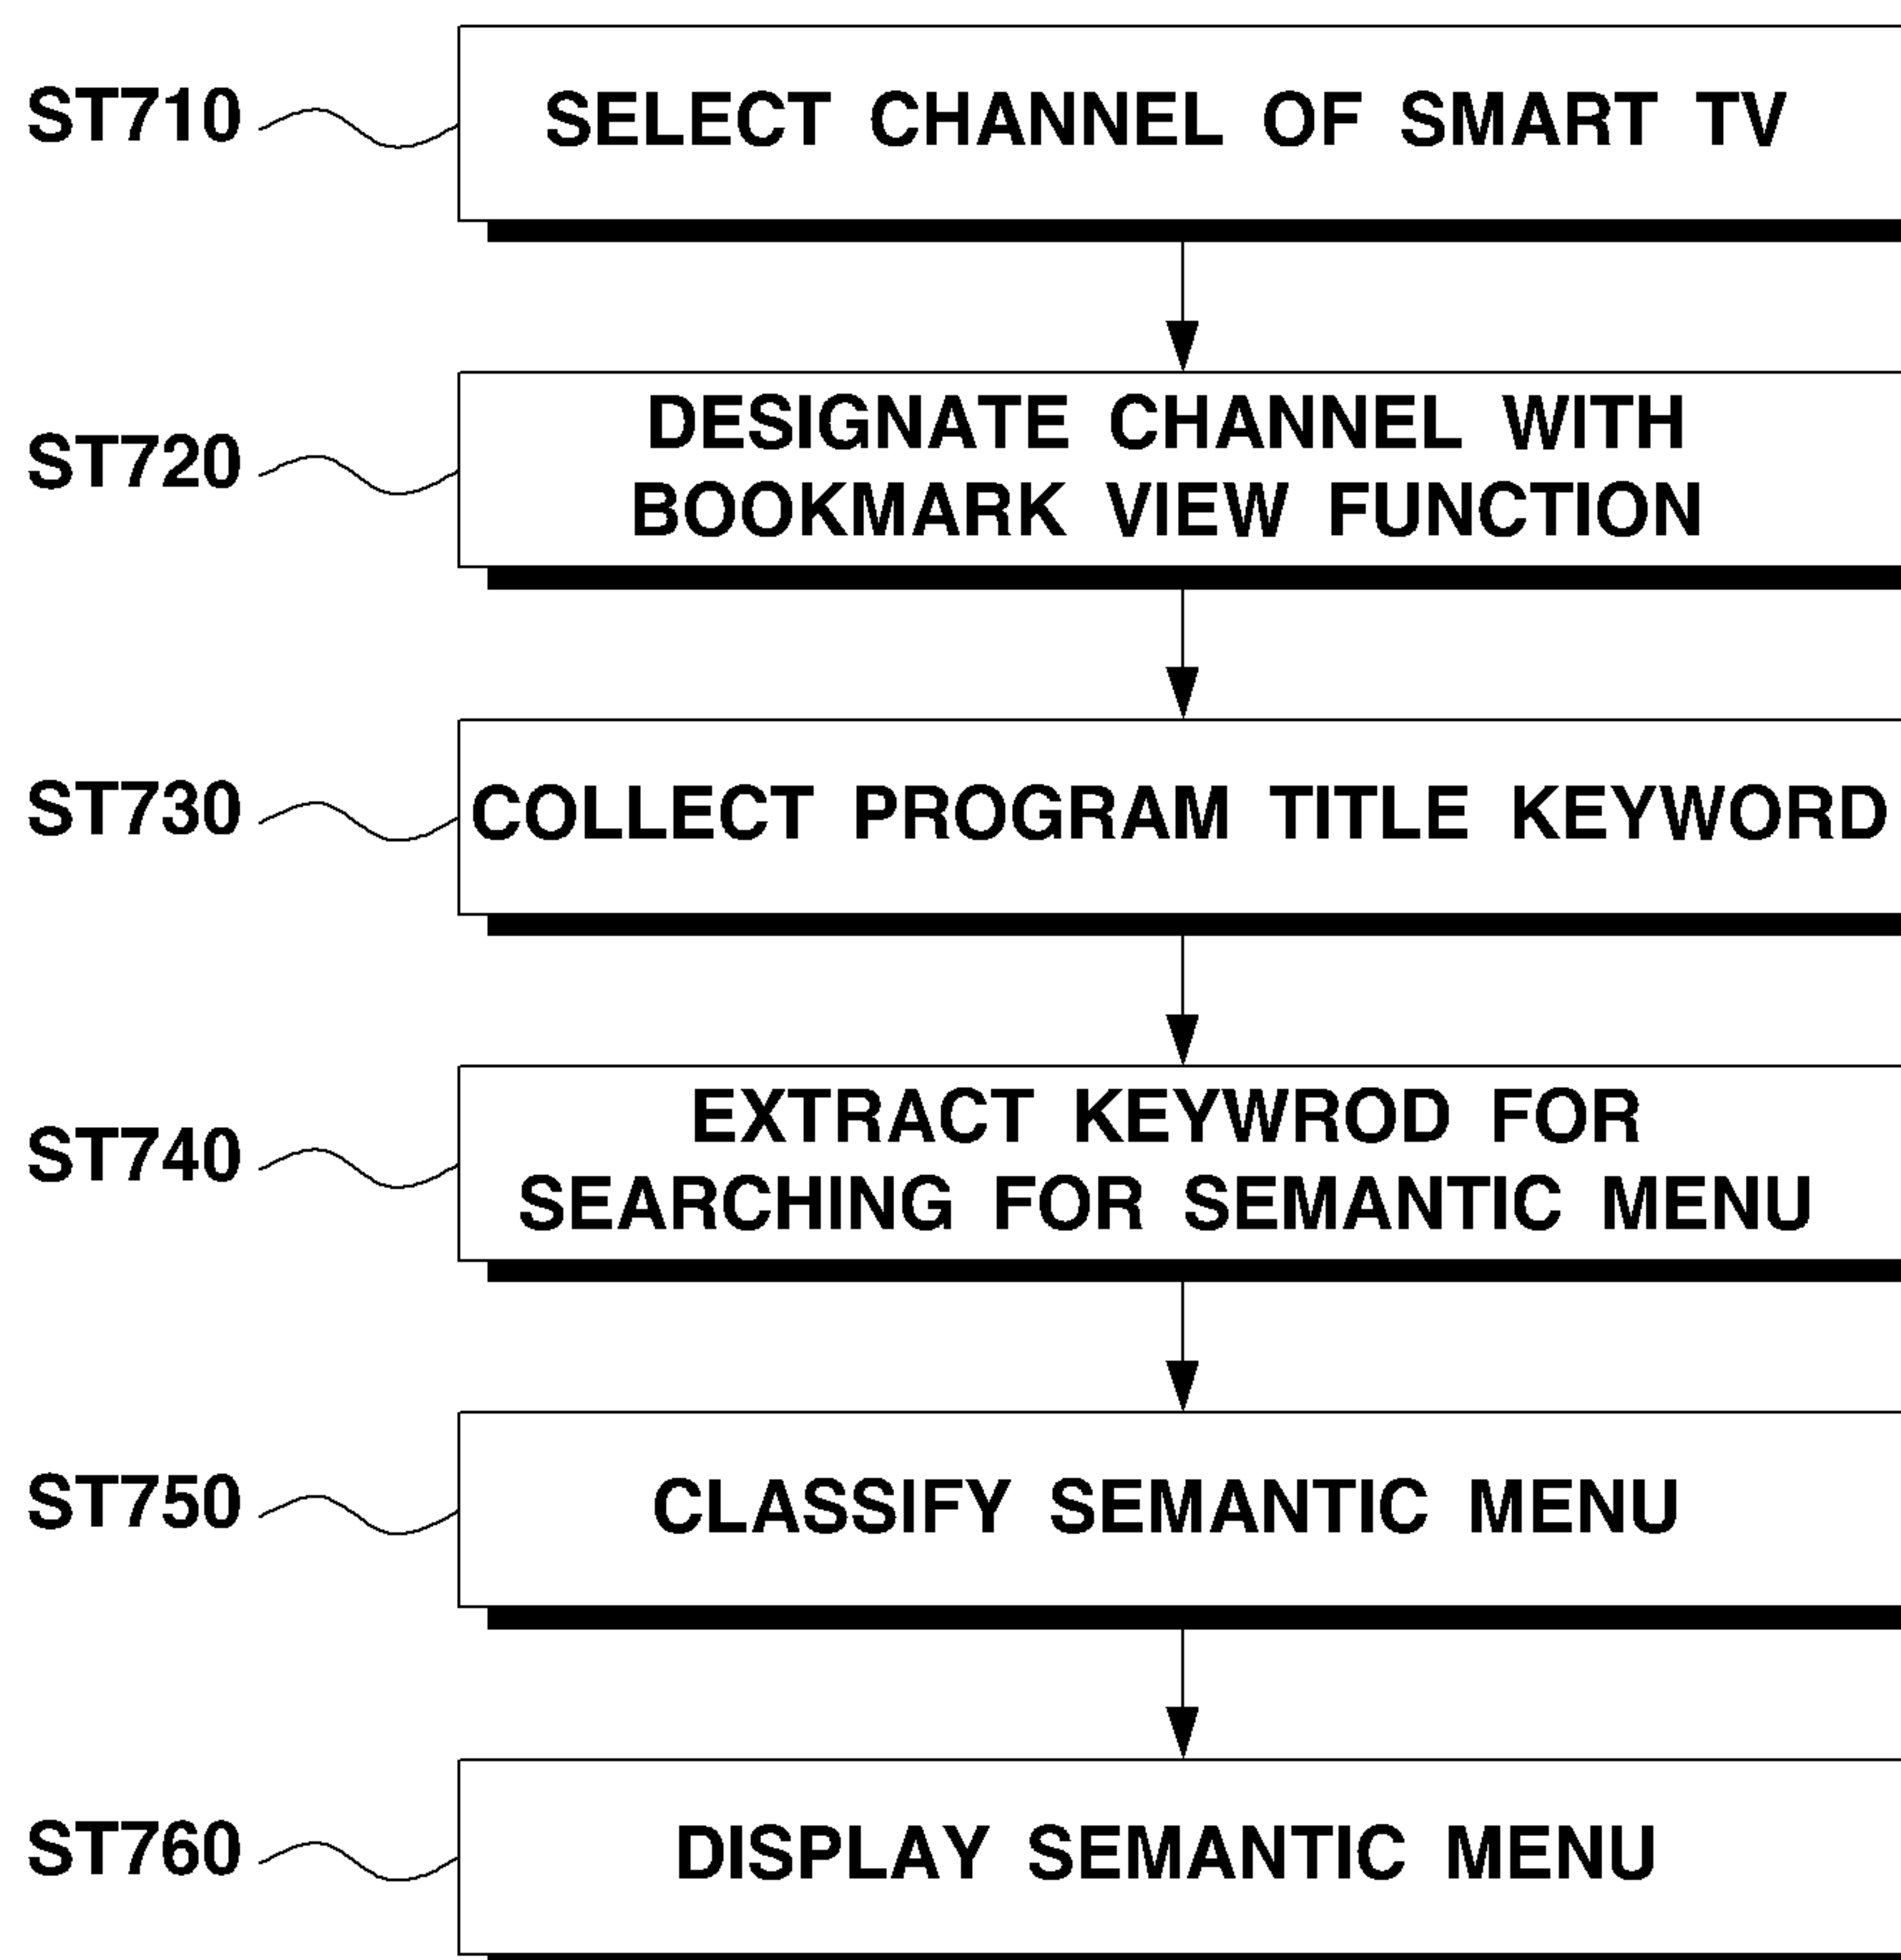 ST710 SELECT CHANNEL OF SMART TV
ST720 DESIGNATE CHANNEL WITH
BOOKMARK VIEW FUNCTION
ST730 COLLECT PROGRAM TITLE KEYWORD
ST740 EXTRACT KEYWROD FOR
SEARCHING FOR SEMANTIC MENU
ST750 CLASSIFY SEMANTIC MENU
ST760 DISPLAY SEMANTIC MENU